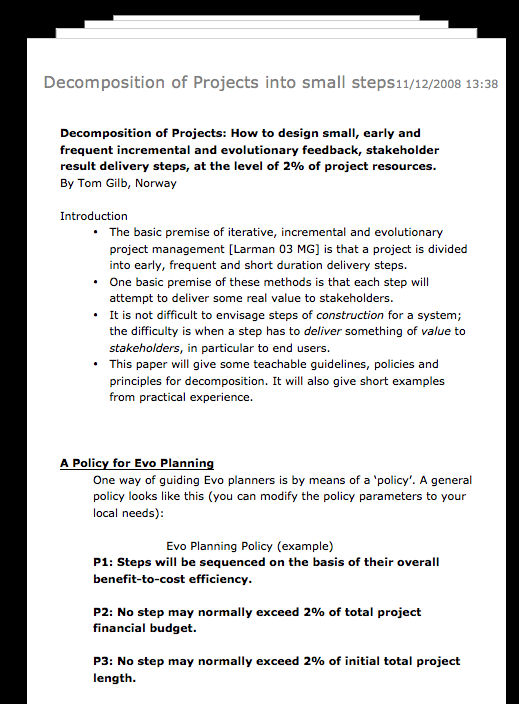 Decomposition of Projects into small steps11/12/2008 13:38
Decomposition of Projects: How to design small, early and
frequent incremental and evolutionary feedback, stakeholder
result delivery steps, at the level of 2% of project resources.
By Tom Gilb, Norway
Introduction
• The basic premise of iterative, incremental and evolutionary
project management [Larman 03 MG] is that a project is divided
into early, frequent and short duration delivery steps.
• One basic premise of these methods is that each step will
attempt to deliver some real value to stakeholders.
• It is not difficult to envisage steps of construction for a system;
the difficulty is when a step has to deliver something of value to
stakeholders, in particular to end users.
• This paper will give some teachable guidelines, policies and
principles for decomposition. It will also give short examples
from practical experience.
A Policy for Evo Planning
One way of guiding Evo planners is by means of a ‘policy’. A general
policy looks like this (you can modify the policy parameters to your
local needs):
Evo Planning Policy (example)
P1: Steps will be sequenced on the basis of their overall
benefit-to-cost efficiency.
P2: No step may normally exceed 2% of total project
financial budget.
P3: No step may normally exceed 2% of initial total project
length.